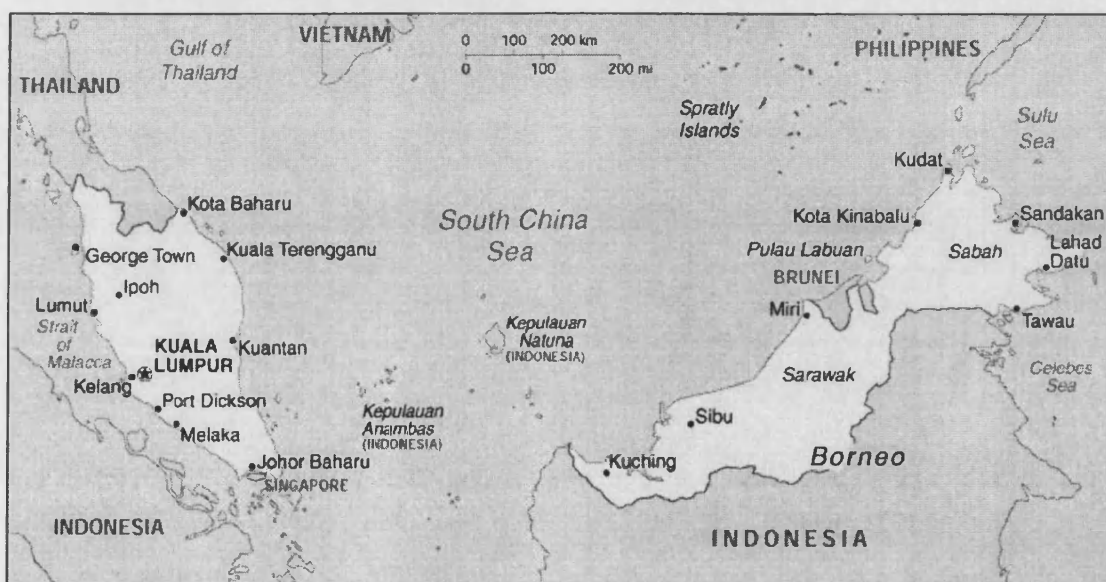 VIETNAM
0 100 200 km
0 100 200 mi
PHILIPPINES
Gulf of
Thailand
THAILAND
Spratly
Islands
Sulu
Sea
Kudat
Kota Baharu
South China
Sea
Kota Kinabalu
Sandakan
George Town
Kuala Terengganu
Pulau Labuan
Sabah
Lahad
Datu
BRUNEI
Ipoh
Lumut
Miri
Tawau
Strait
of
Malacca
KUALA
LUMPUR
Kuantan
Kepulauan
Natuna
(INDONESIA)
Kelang
Sarawak
Celebes
Sea
Port Dickson
Kepulauan
Anambas
(INDONESIA)
Melaka
Sibu
Johor Baharu
SINGAPORE
Kuching
Borneo
INDONESIA
INDONESIA